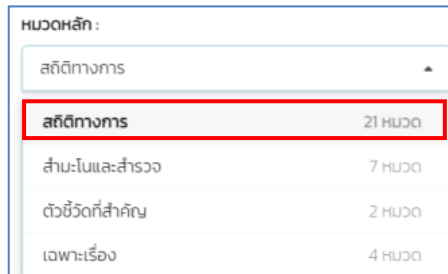 หมวดหลัก :
สถิติทางการ
สถิติทางการ 21 หมวด
สำมะโนและสำรวจ 7 หมวด
ตัวชี้วัดที่สำคัญ 2 หมวด
เฉพาะเรื่อง 4 หมวด